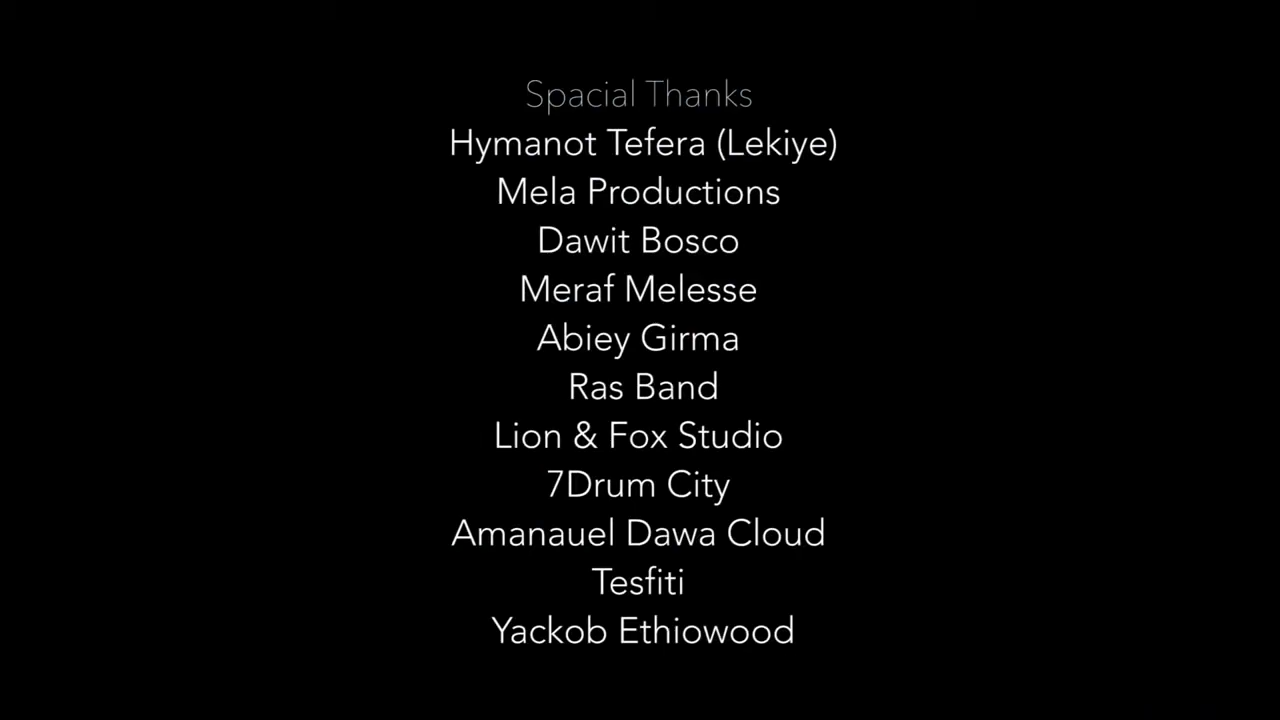 Spacial Thanks
Hymanot Tefera (Lekiye)
Mela Productions
Dawit Bosco
Meraf Melesse
Abiey Girma
Ras Band
Lion & Fox Studio
7Drum City
Amanauel Dawa Cloud
Tesfiti
Yackob Ethiowood